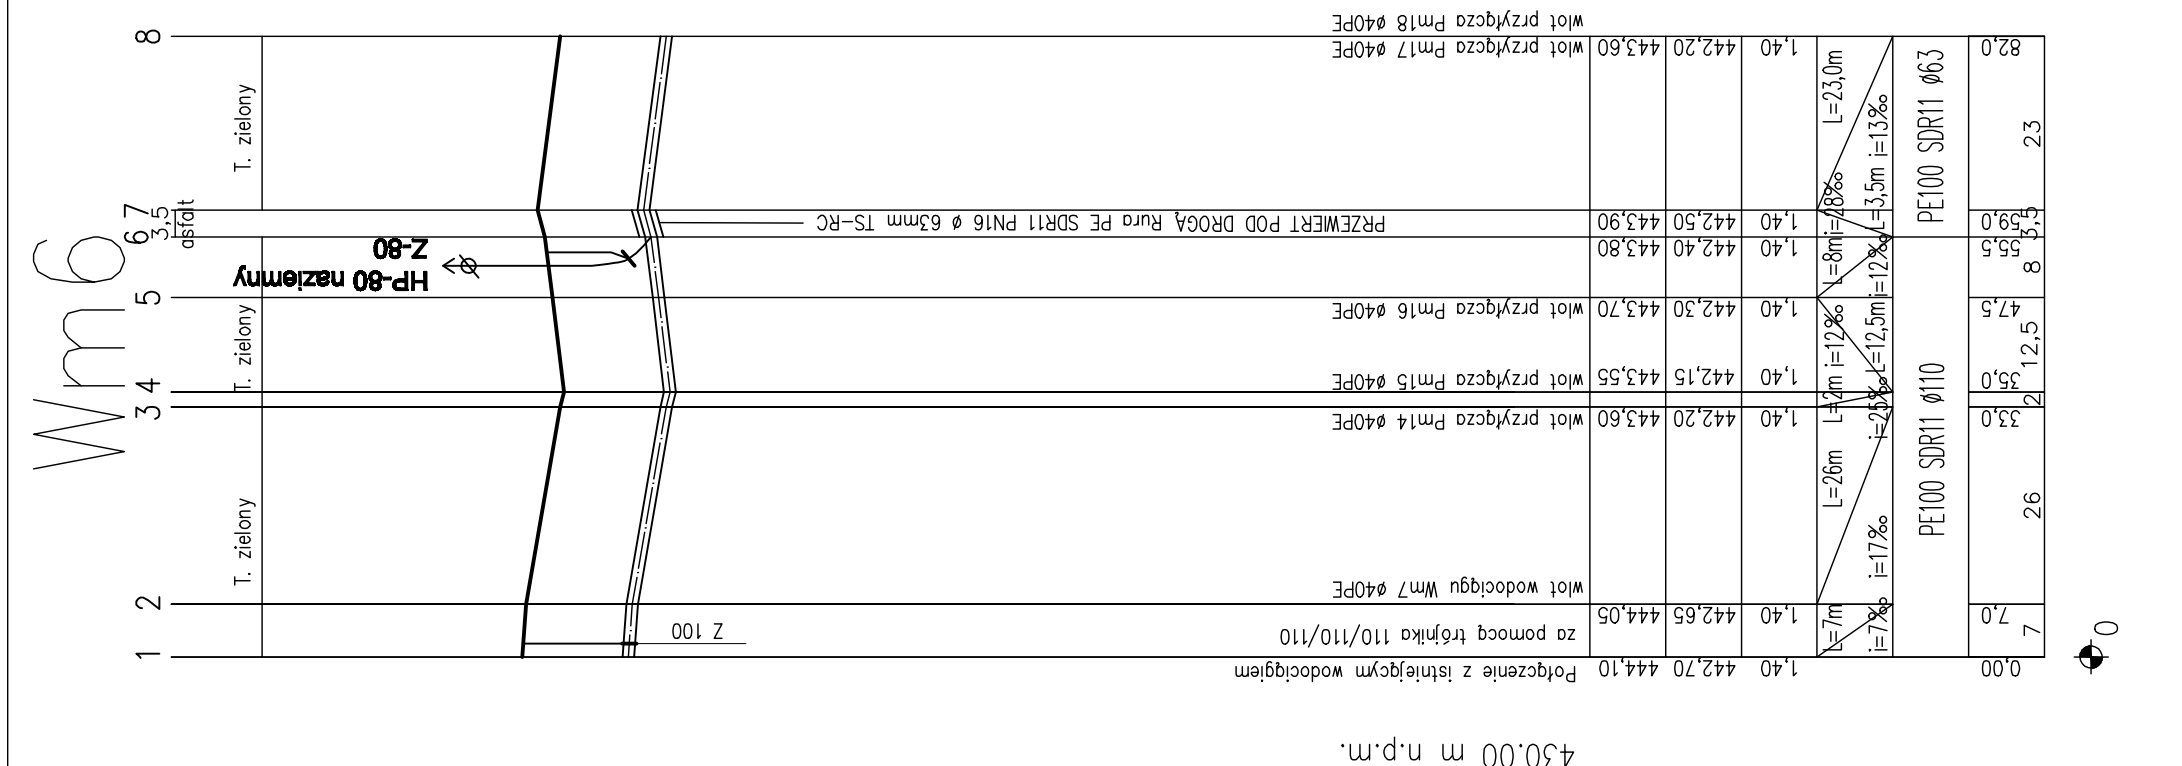 Wm6
1
2
3
4
5
6
7
8
3,5
asfalt
T. zielony
T. zielony
T. zielony
HP-80 naziemny
Z-80
Z 100
PRZEWIERT POD DROGĄ Rura PE SDR11 PN16 ø 63mm TS-RC
Połączenie z istniejącym wodociągiem
za pomocą trójnika 110/110/110
wlot wodociągu Wm7 ø40PE
wlot przyłącza Pm14 ø40PE
wlot przyłącza Pm15 ø40PE
wlot przyłącza Pm16 ø40PE
wlot przyłącza Pm17 ø40PE
wlot przyłącza Pm18 ø40PE
430.00 m n.p.m.
444,10 444,05 443,60 443,55 443,70 443,80 443,90 443,60
442,70 442,65 442,20 442,15 442,30 442,40 442,50 442,20
1,40 1,40 1,40 1,40 1,40 1,40 1,40 1,40
L=7m L=26m L=2m i=12‰ L=8m i=28‰ L=23,0m
i=7‰ i=17‰ i=25‰ L=12,5m i=12‰ L=3,5m i=13‰
PE100 SDR11 ø110 PE100 SDR11 ø63
0,00 7,0 33,0 35,0 47,5 55,5 59,0 82,0
7 26 2 12,5 8 3,5 23
0